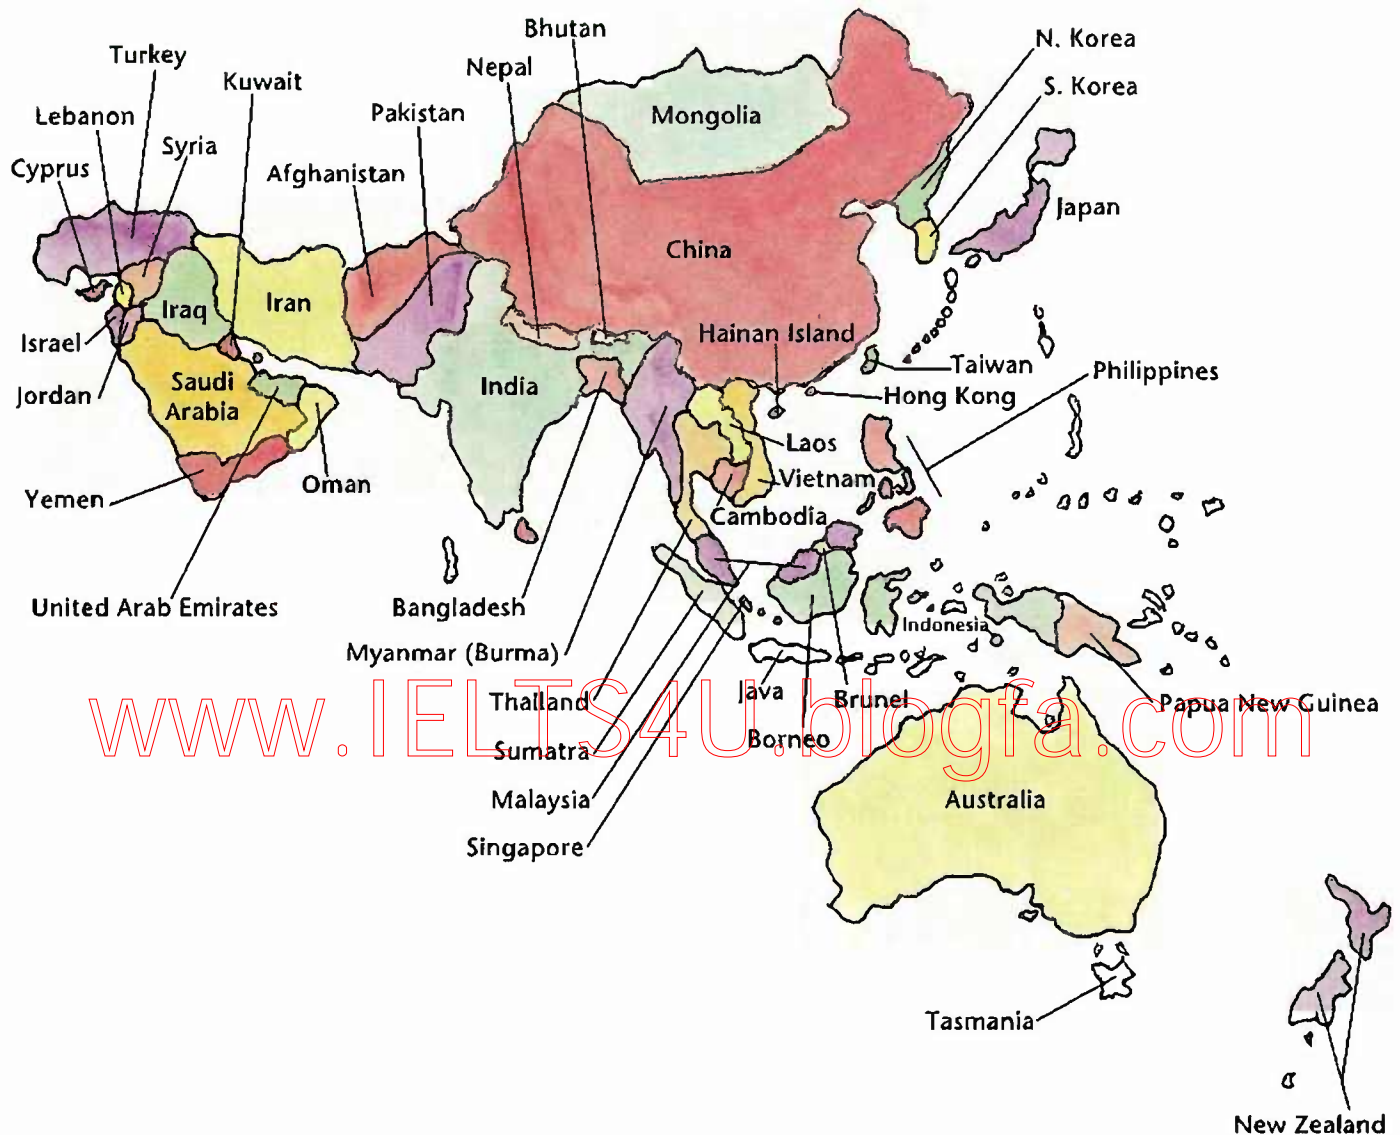 Bhutan
N. Korea
Turkey
Nepal
Kuwait
S. Korea
Lebanon
Pakistan
Mongolia
Syria
Cyprus
Afghanistan
Japan
China
Iran
Iraq
Israel
Hainan Island
Taiwan
Philippines
Saudi
Arabia
India
Jordan
Hong Kong
Laos
Oman
Vietnam
Yemen
Cambodia
United Arab Emirates
Bangladesh
Indonesia
Myanmar (Burma)
Java
Brunel
Thailand
Papua New Guinea
www.IELTS4U.blogfa.com
Sumatra
Borneo
Malaysia
Australia
Singapore
Tasmania
New Zealand